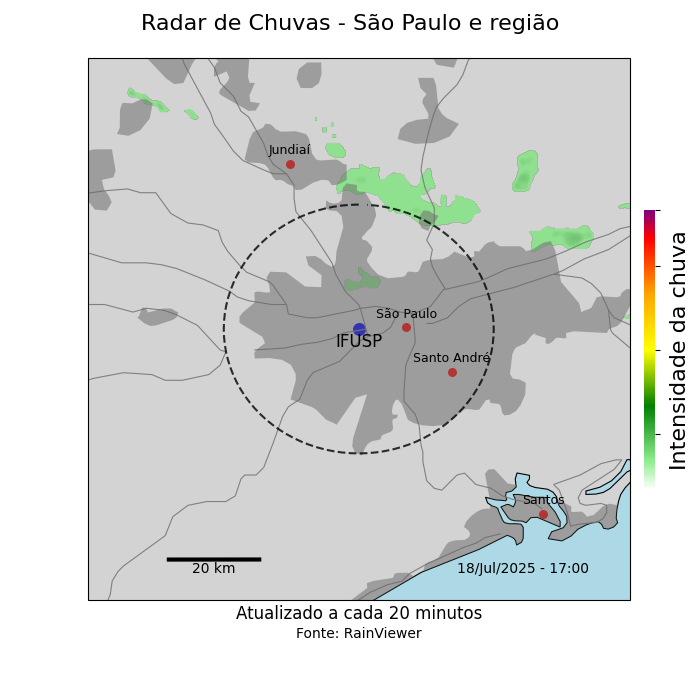 Radar de Chuvas - São Paulo e região
Jundiaí
São Paulo
IFUSP
Santo André
Santos
20 km
18/Jul/2025 - 17:00
Intensidade da chuva
Atualizado a cada 20 minutos
Fonte: RainViewer